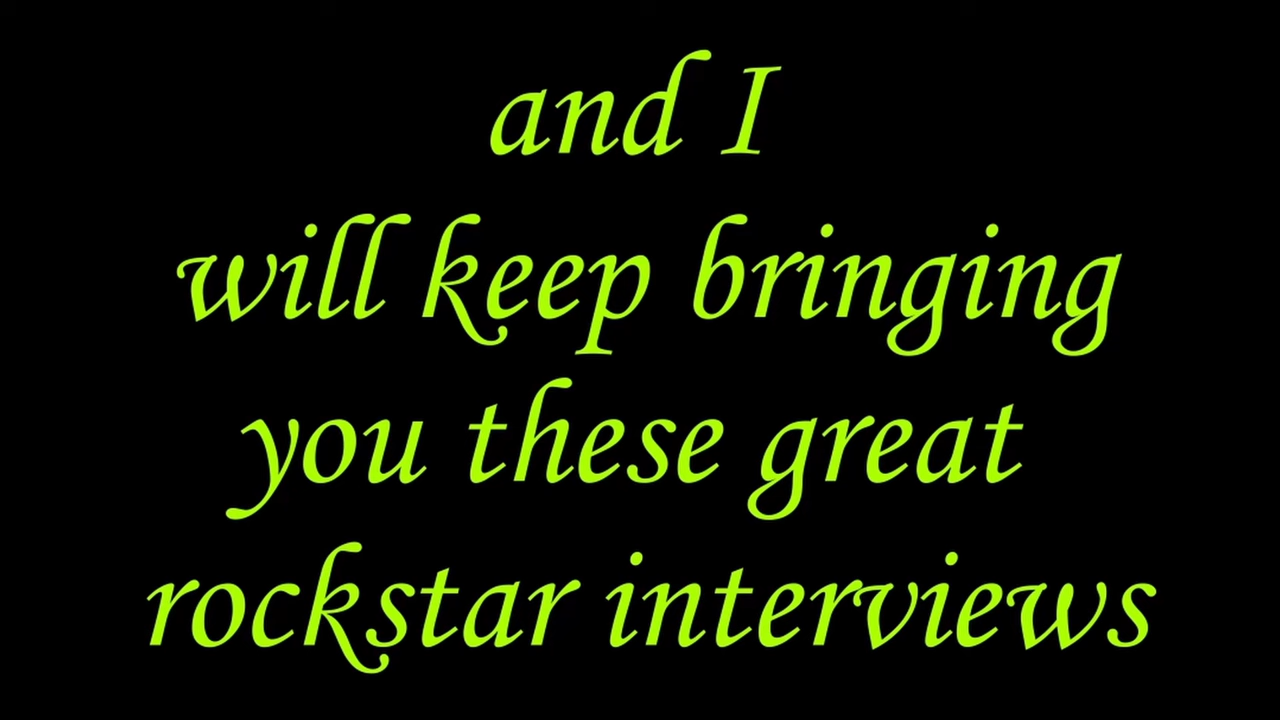 and I
will keep bringing
you these great
rockstar interviews